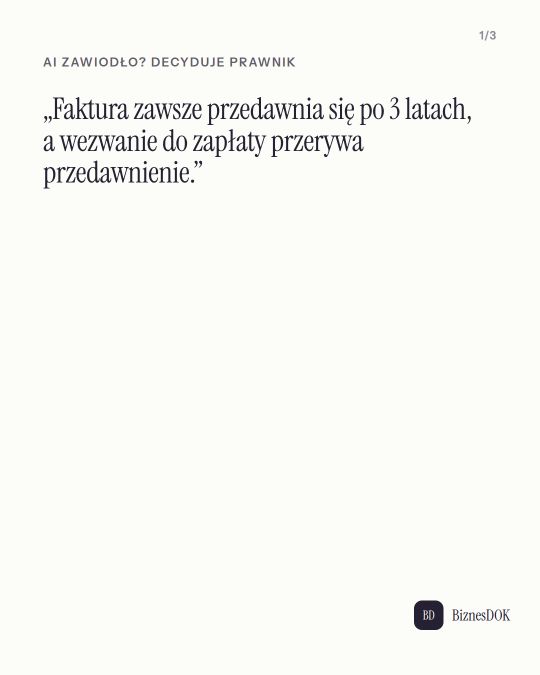 1/3
AI ZAWIODŁO? DECYDUJE PRAWNIK
„Faktura zawsze przedawnia się po 3 latach,
a wezwanie do zapłaty przerywa
przedawnienie.”
BD BiznesDOK